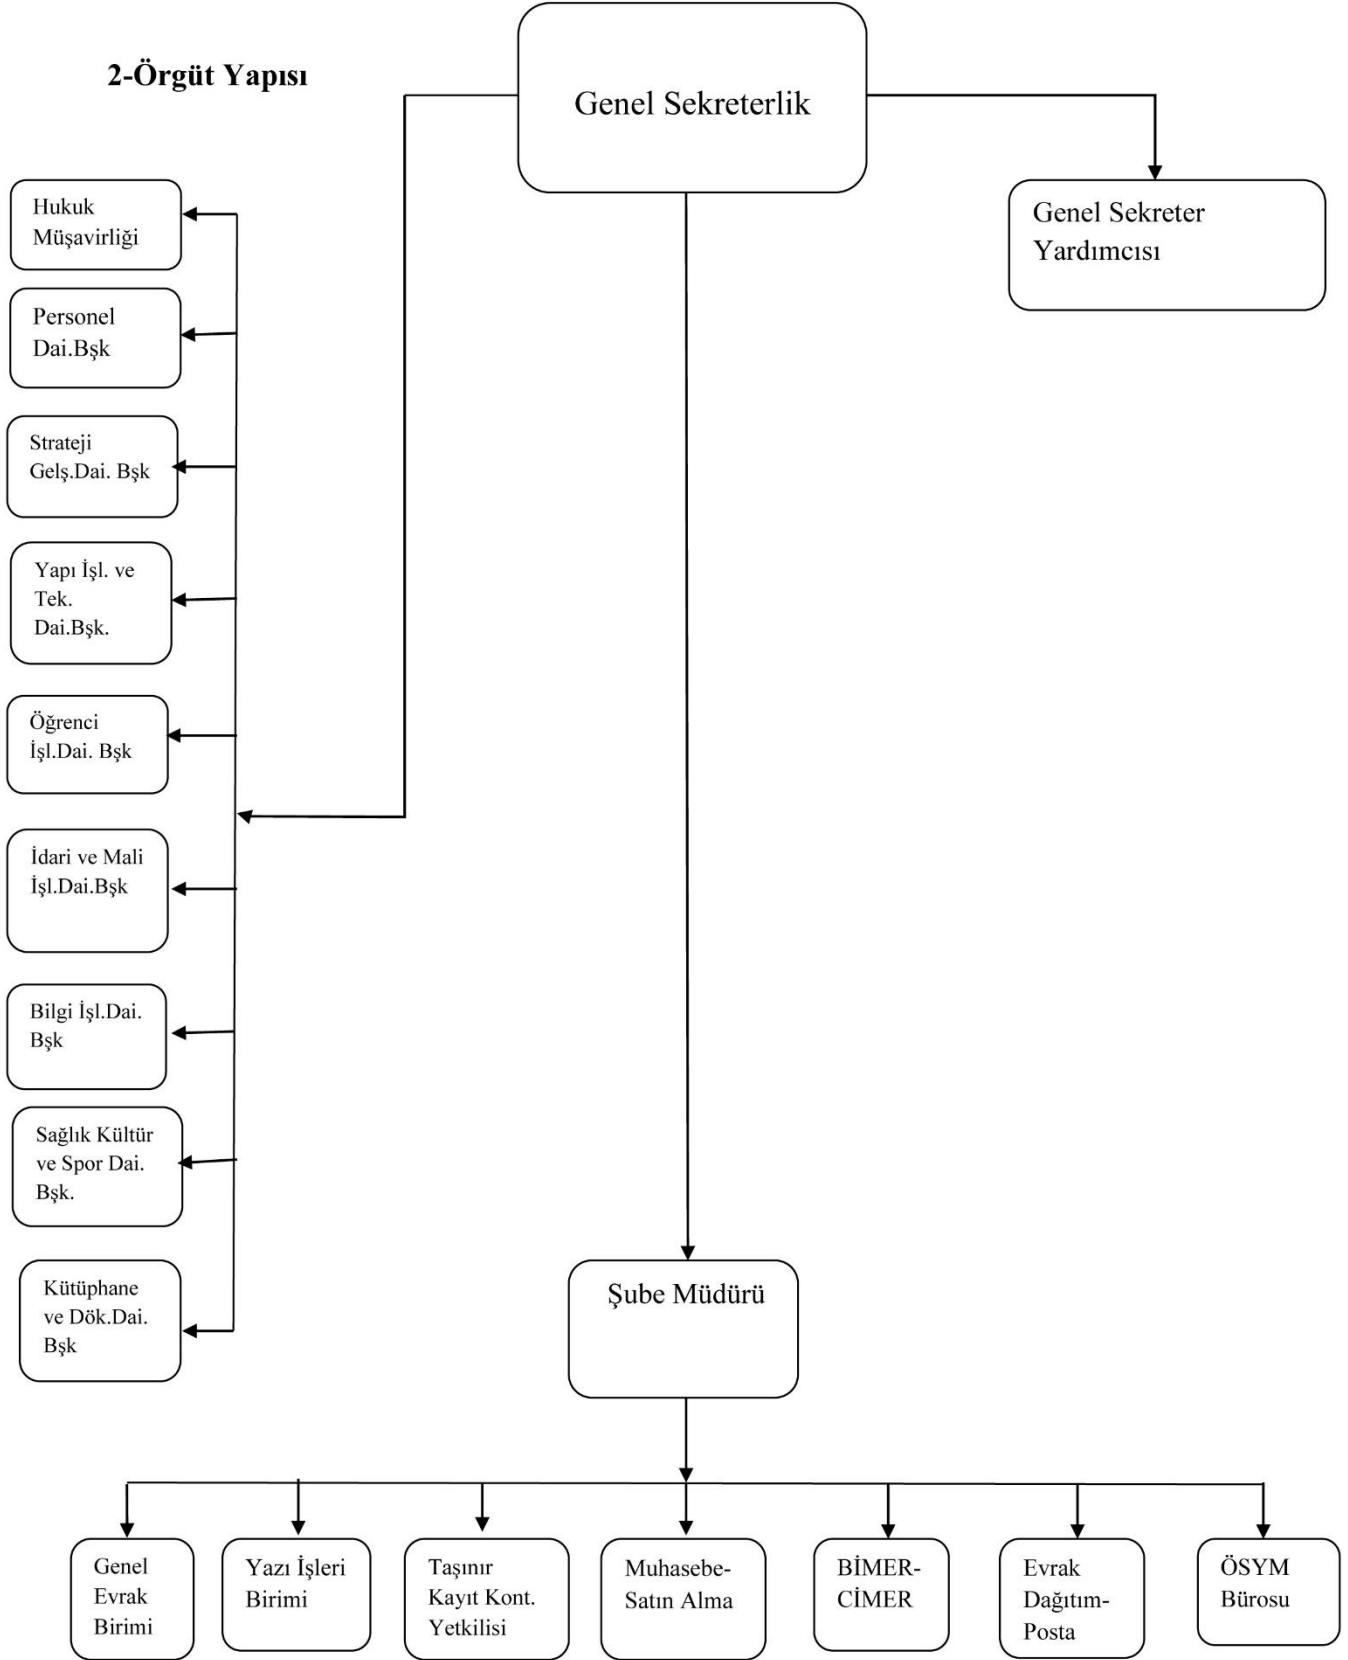 2-Örgüt Yapısı
Genel Sekreterlik
Genel Sekreter
Yardımcısı
Hukuk
Müşavirliği
Personel
Dai.Bşk
Strateji
Gelş.Dai. Bşk
Yapı İşl. ve
Tek.
Dai.Bşk.
Öğrenci
İşl.Dai. Bşk
İdari ve Mali
İşl.Dai.Bşk
Bilgi İşl.Dai.
Bşk
Sağlık Kültür
ve Spor Dai.
Bşk.
Kütüphane
ve Dök.Dai.
Bşk
Şube Müdürü
Genel
Evrak
Birimi
Yazı İşleri
Birimi
Taşınır
Kayıt Kont.
Yetkilisi
Muhasebe-
Satın Alma
BİMER-
CİMER
Evrak
Dağıtım-
Posta
ÖSYM
Bürosu